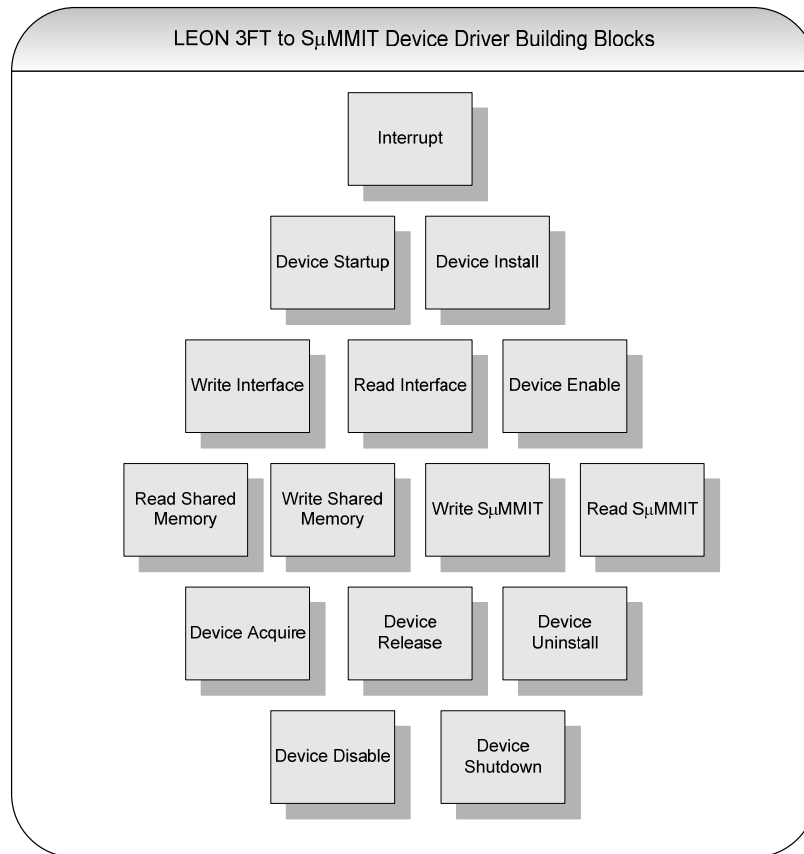 LEON 3FT to SμMMIT Device Driver Building Blocks
Interrupt
Device Startup
Device Install
Write Interface
Read Interface
Device Enable
Read Shared
Memory
Write Shared
Memory
Write SμMMIT
Read SμMMIT
Device Acquire
Device
Release
Device
Uninstall
Device Disable
Device
Shutdown